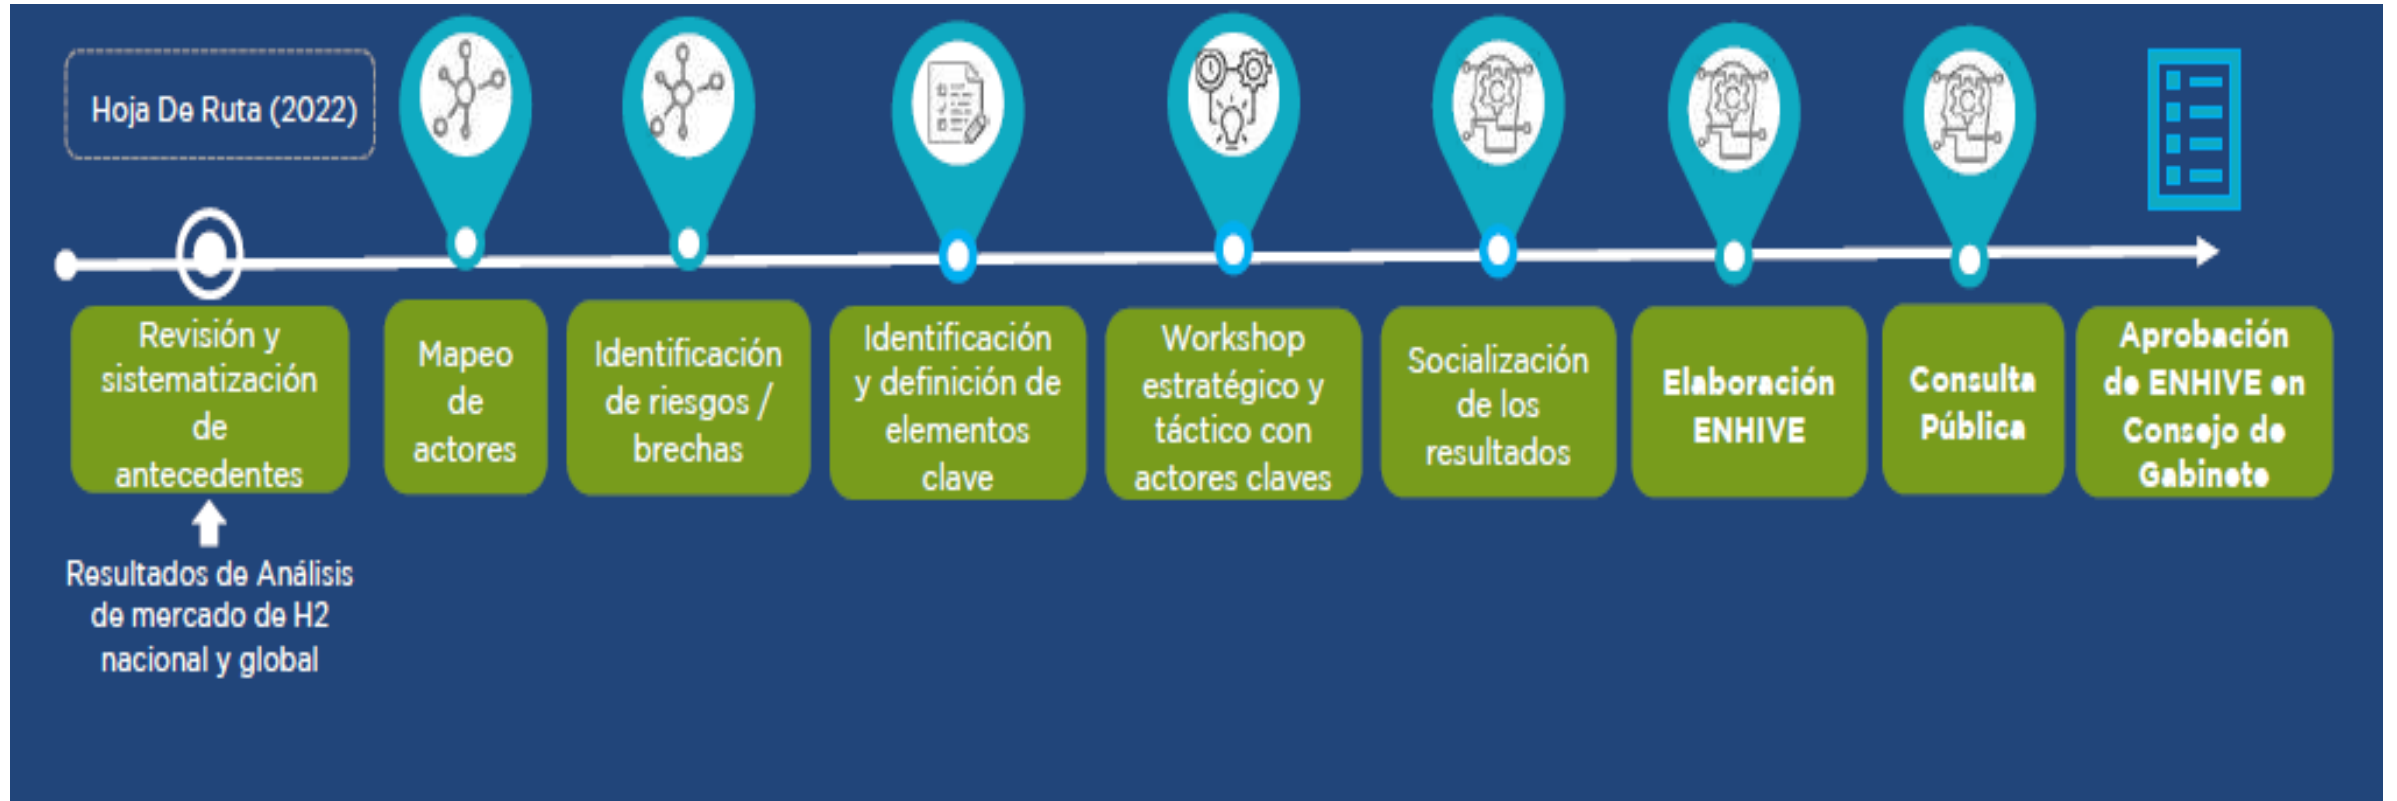 Hoja De Ruta (2022)
Revisión y
sistematización
de
antecedentes
Resultados de Análisis
de mercado de H2
nacional y global
Mapeo
de
actores
Identificación
de riesgos /
brechas
Identificación
y definición de
elementos
clave
Workshop
estratégico y
táctico con
actores claves
Socialización
de los
resultados
Elaboración
ENHIVE
Consulta
Pública
Aprobación
de ENHIVE en
Consejo de
Gabinete